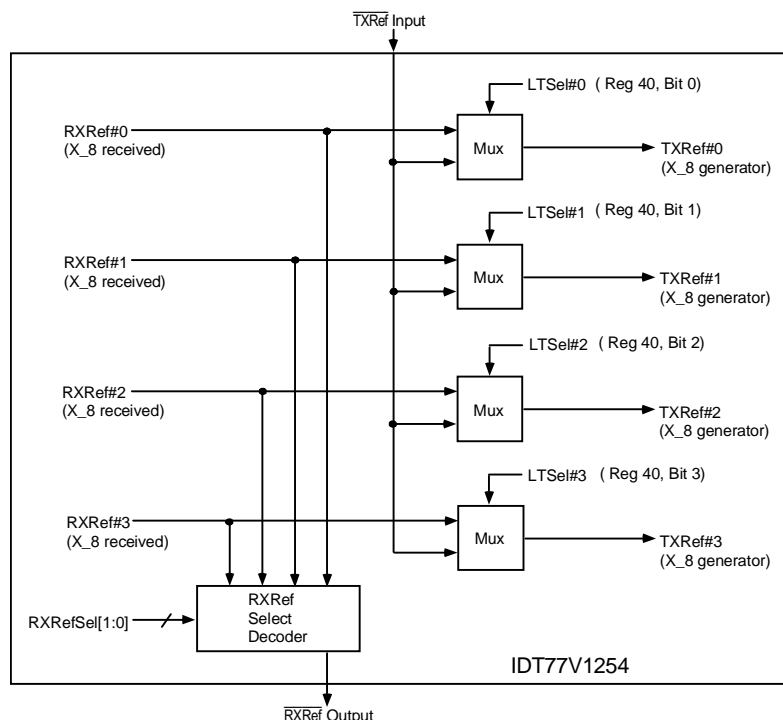 TXRef Input
LTSel#0 ( Reg 40, Bit 0)
RXRef#0
(X_8 received)
Mux
TXRef#0
(X_8 generator)
LTSel#1 ( Reg 40, Bit 1)
RXRef#1
(X_8 received)
Mux
TXRef#1
(X_8 generator)
LTSel#2 ( Reg 40, Bit 2)
RXRef#2
(X_8 received)
Mux
TXRef#2
(X_8 generator)
LTSel#3 ( Reg 40, Bit 3)
RXRef#3
(X_8 received)
Mux
TXRef#3
(X_8 generator)
RXRefSel[1:0]
RXRef
Select
Decoder
IDT77V1254
RXRef Output